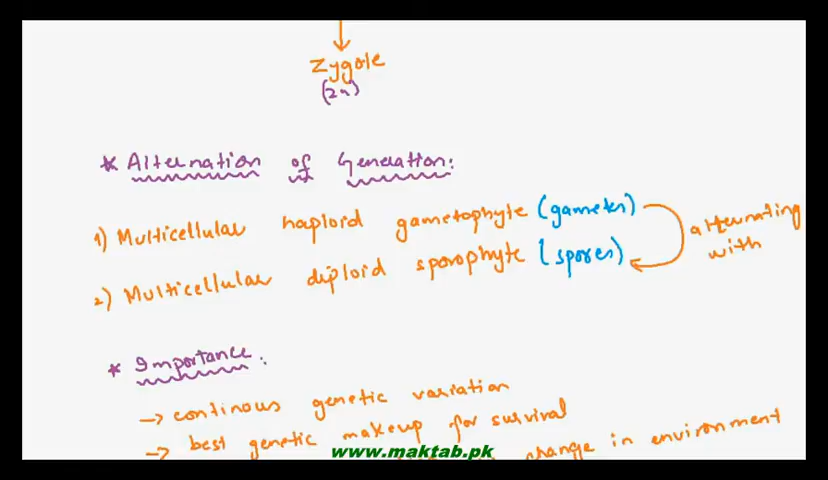 Zygote
(2n)
* Alternation of Generation:
1) Multicellular haploid gametophyte (gametes)
alternating with
2) Multicellular diploid sporophyte (spores)
* Importance:
→ continous genetic variation
→ best genetic makeup for survival
change in environment
www.maktab.pk